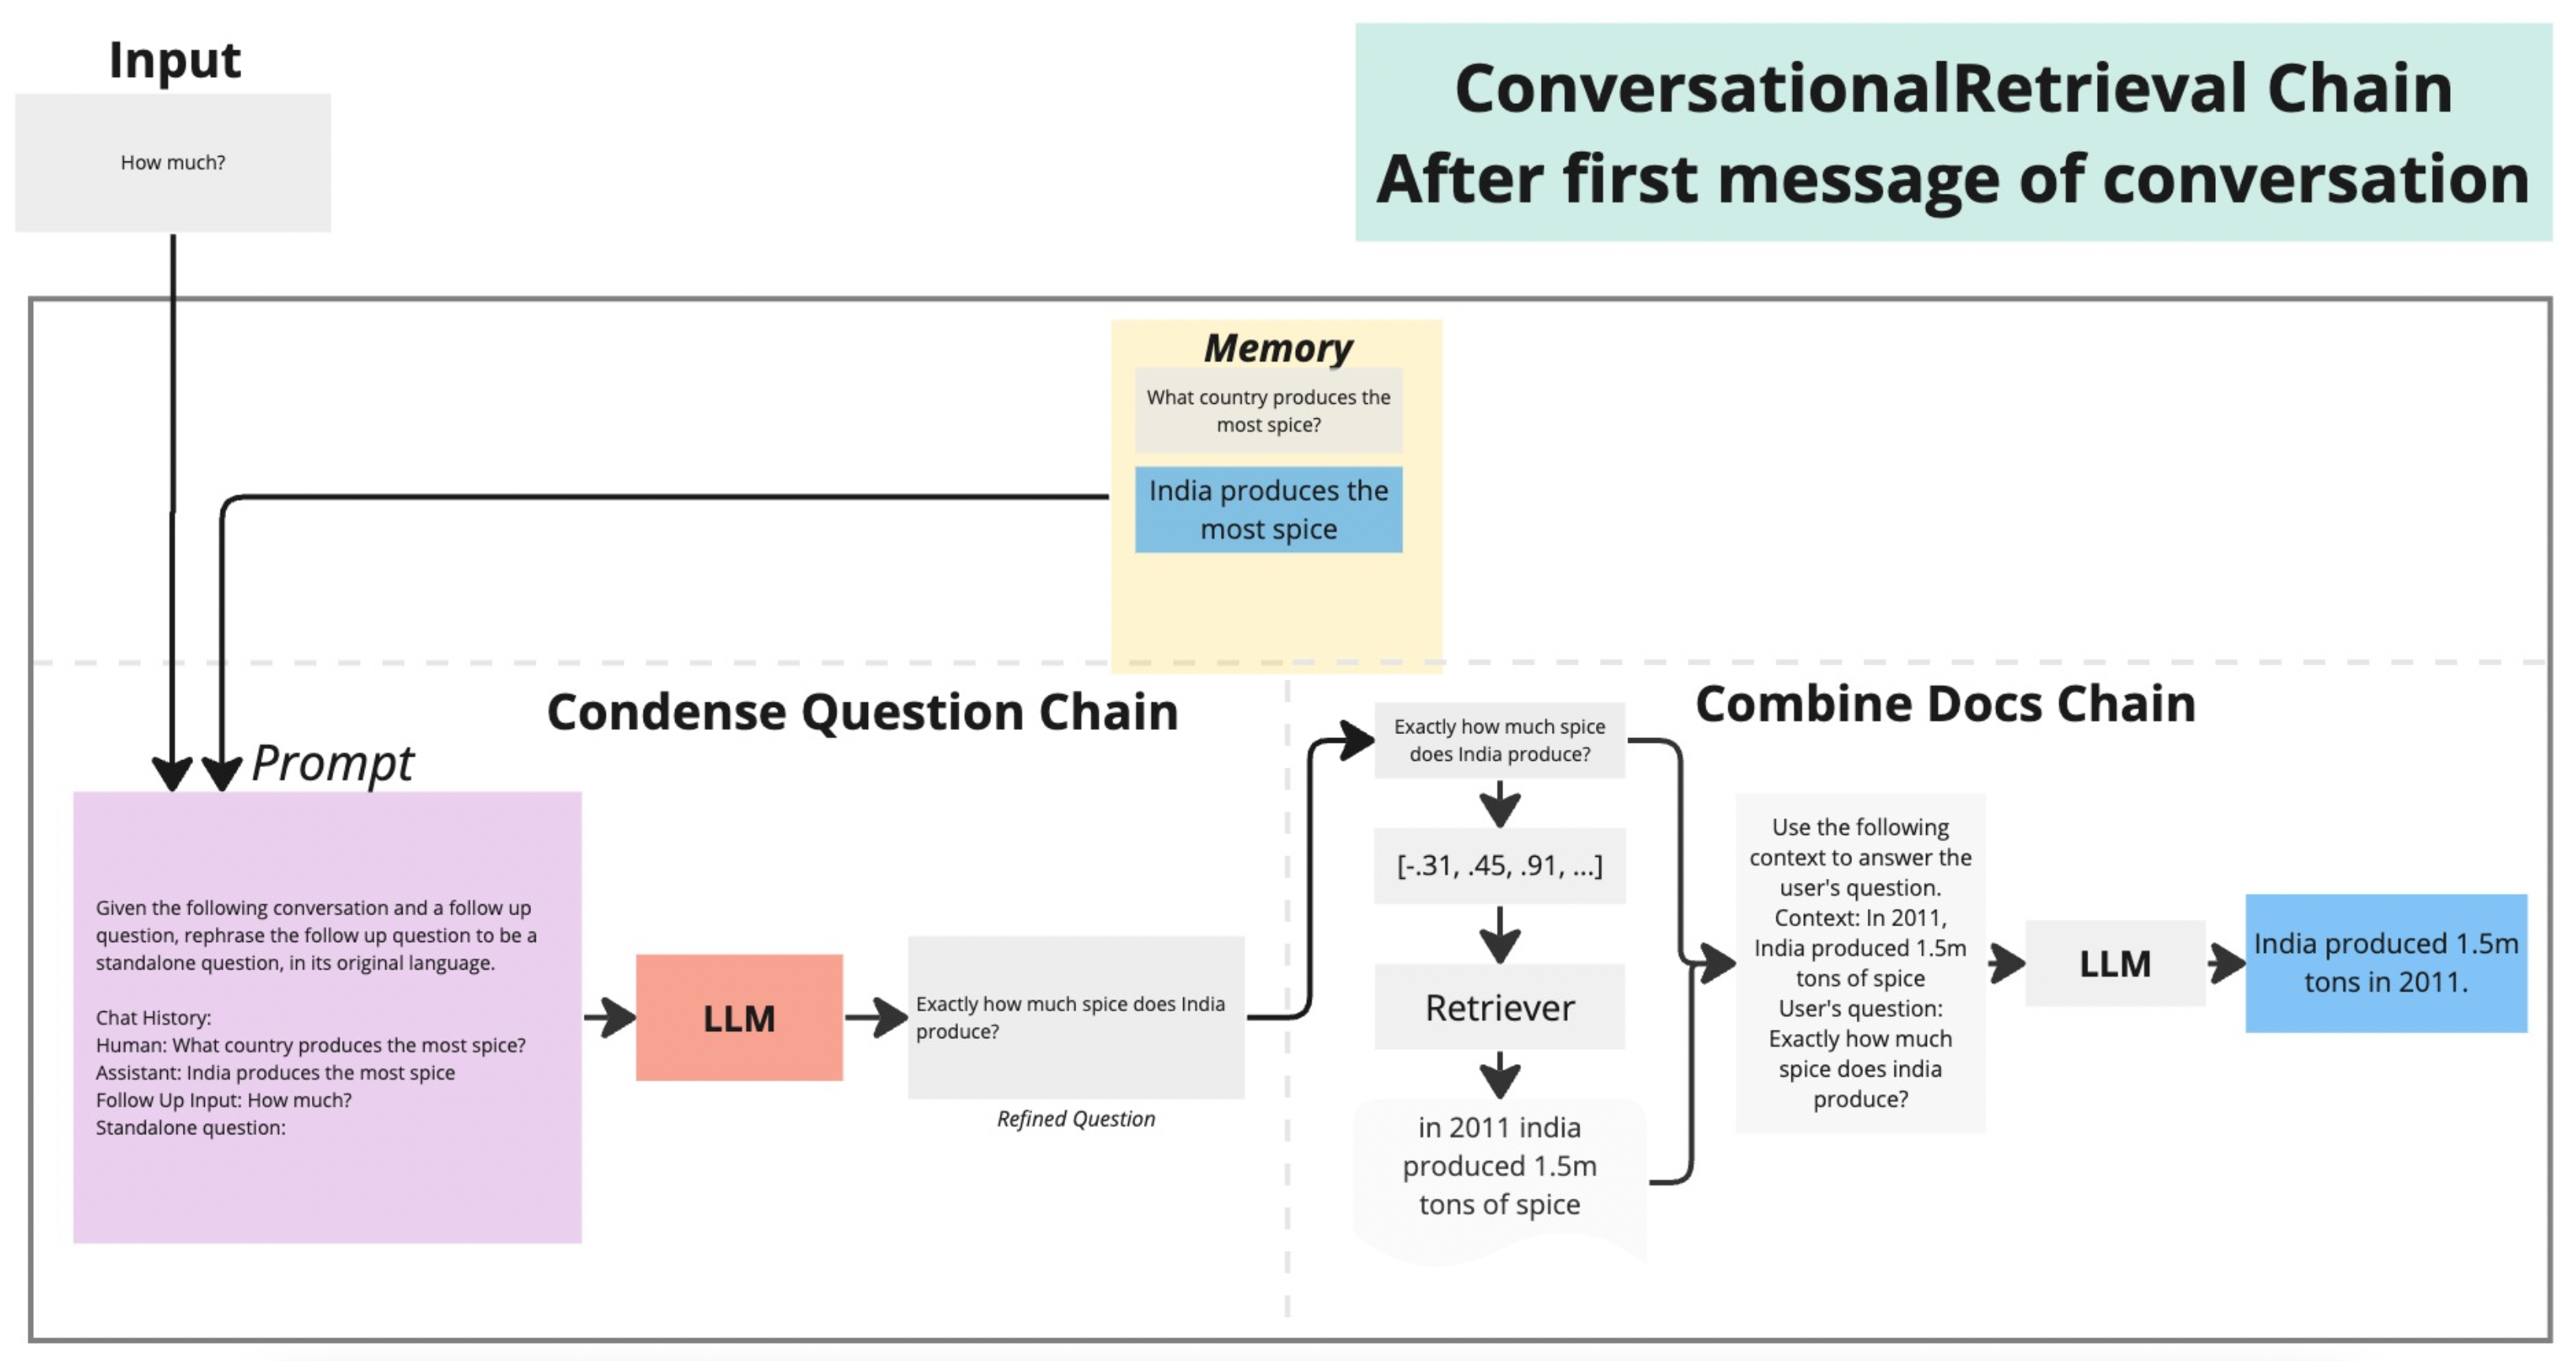 Input
How much?
ConversationalRetrieval Chain
After first message of conversation
Memory
What country produces the
most spice?
India produces the
most spice
Condense Question Chain
Prompt
Given the following conversation and a follow up
question, rephrase the follow up question to be a
standalone question, in its original language.
Chat History:
Human: What country produces the most spice?
Assistant: India produces the most spice
Follow Up Input: How much?
Standalone question:
LLM
Exactly how much spice does India
produce?
Refined Question
Combine Docs Chain
Exactly how much spice
does India produce?
[-.31, .45, .91, ...]
Retriever
in 2011 india
produced 1.5m
tons of spice
Use the following
context to answer the
user's question.
Context: In 2011,
India produced 1.5m
tons of spice
User's question:
Exactly how much
spice does india
produce?
LLM
India produced 1.5m
tons in 2011.